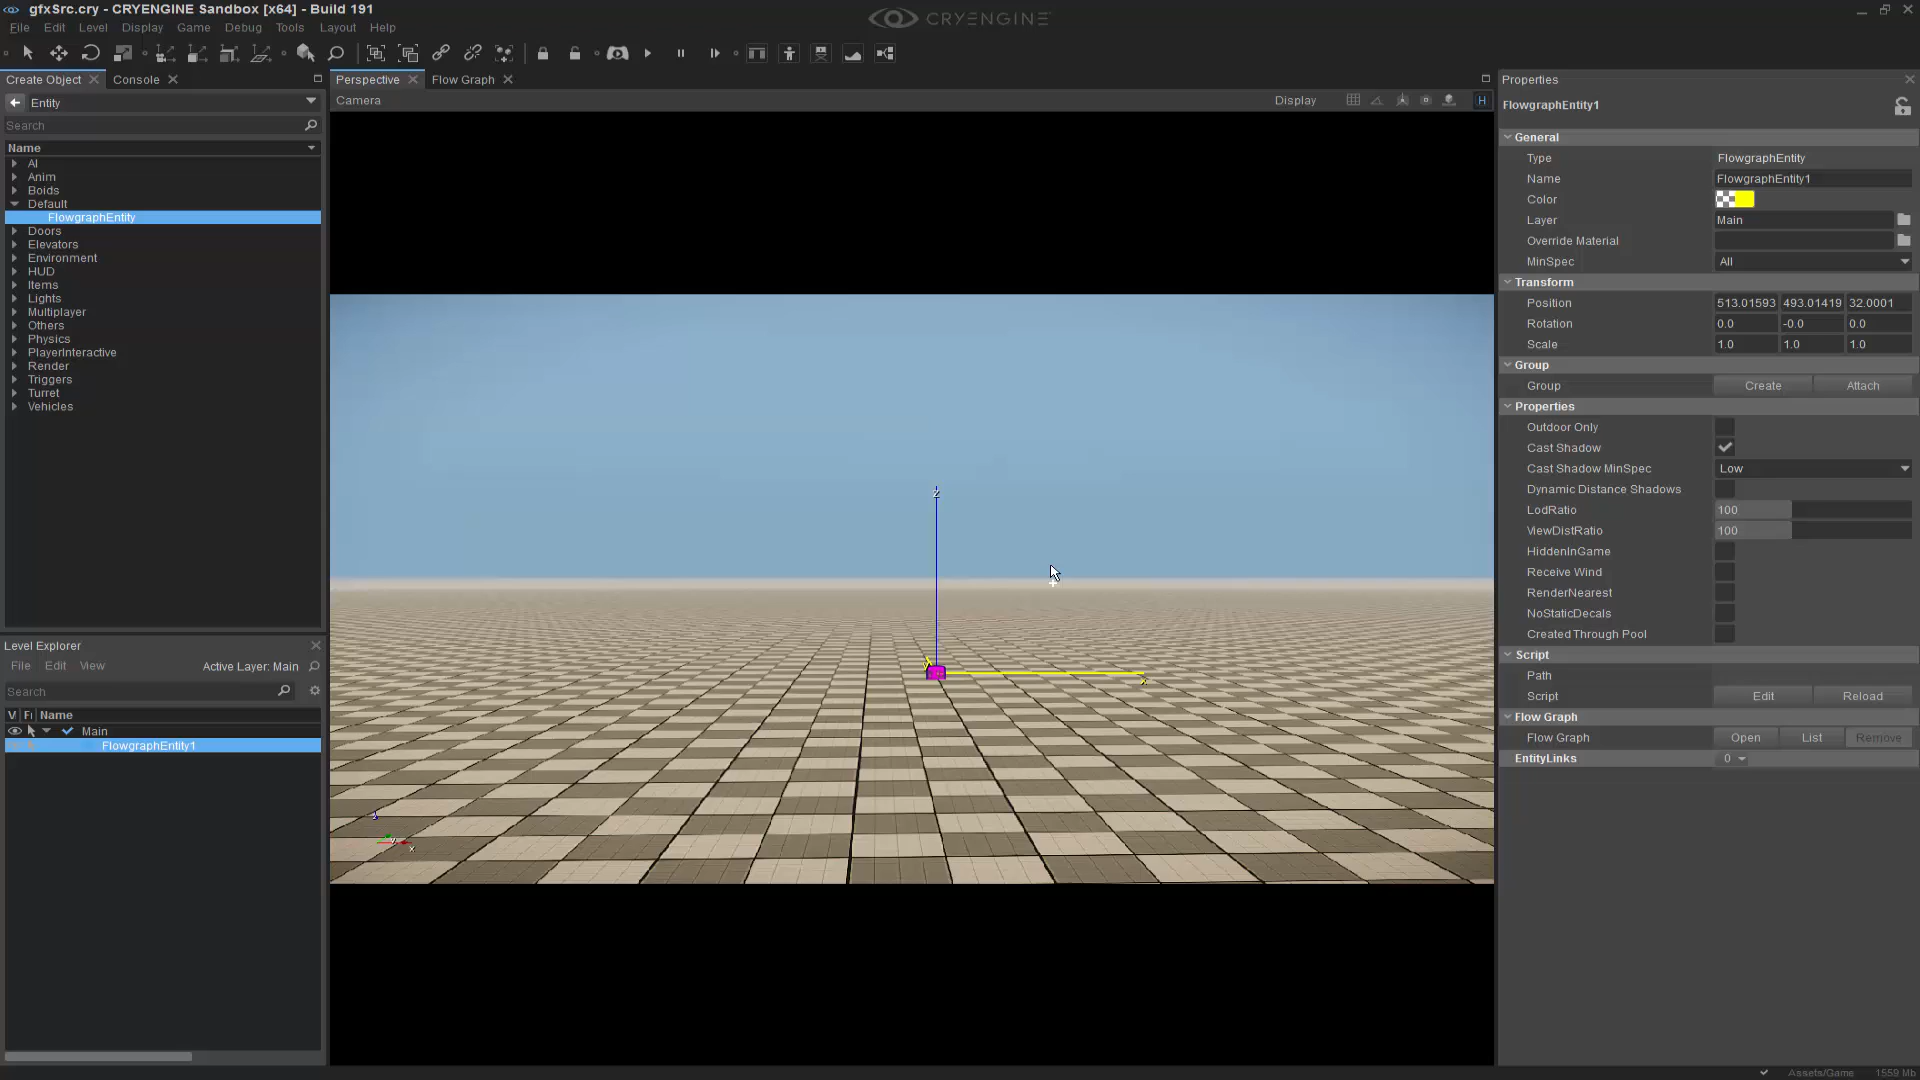 gfxSrc.cry - CRYENGINE Sandbox [x64] - Build 191
CRYENGINE
File Edit Level Display Game Debug Tools Layout Help
Create Object
Console
Perspective
Flow Graph
Properties
Entity
Camera
Display
H
FlowgraphEntity1
Search
Name
AI
Anim
Boids
Default
FlowgraphEntity
Doors
Elevators
Environment
HUD
Items
Lights
Multiplayer
Others
Physics
PlayerInteractive
Render
Triggers
Turret
Vehicles
Level Explorer
File Edit View
Active Layer: Main
Search
V Fi Name
Main
FlowgraphEntity1
z
y
x
z
y
x
General
Type FlowgraphEntity
Name FlowgraphEntity1
Color
Layer Main
Override Material
MinSpec All
Transform
Position 513.01593 493.01419 32.0001
Rotation 0.0 -0.0 0.0
Scale 1.0 1.0 1.0
Group
Group Create Attach
Properties
Outdoor Only
Cast Shadow
Cast Shadow MinSpec Low
Dynamic Distance Shadows
LodRatio 100
ViewDistRatio 100
HiddenInGame
Receive Wind
RenderNearest
NoStaticDecals
Created Through Pool
Script
Path
Script Edit Reload
Flow Graph
Flow Graph Open List Remove
EntityLinks 0
Assets/Game 1559 Mb